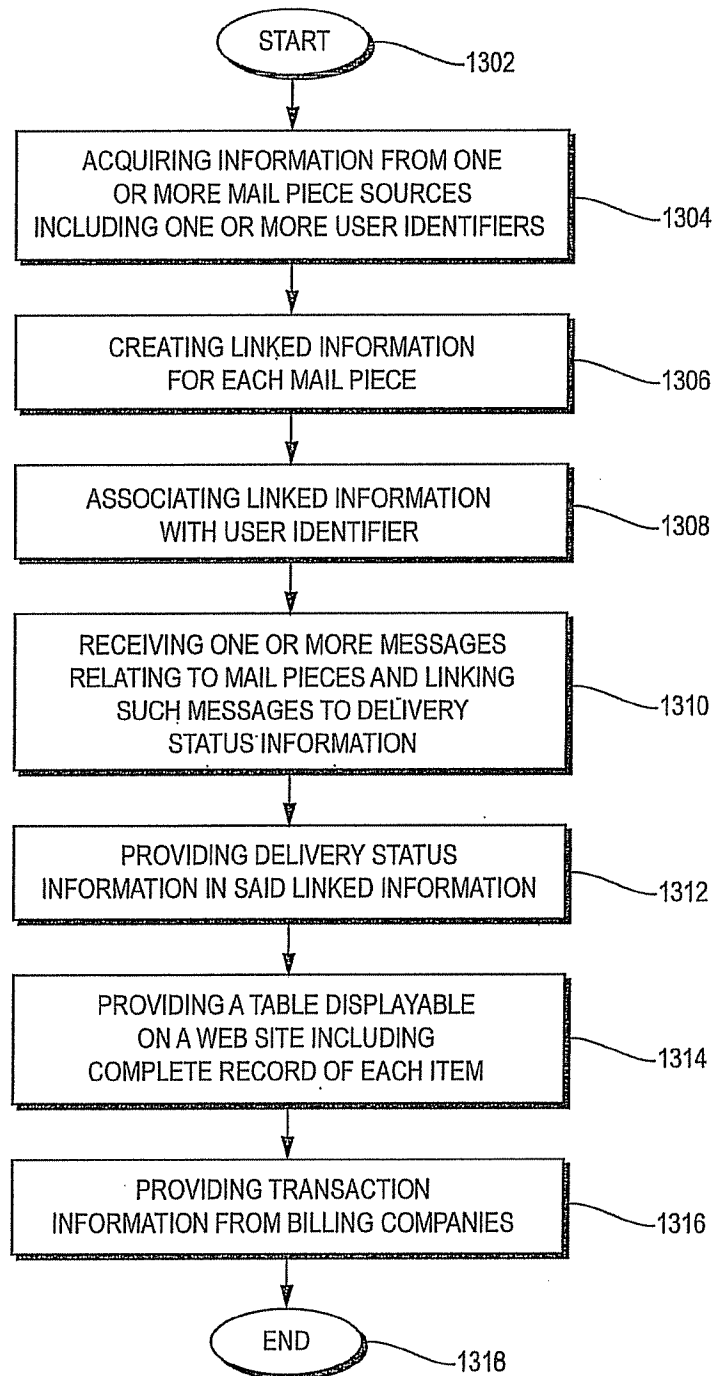 START
1302
ACQUIRING INFORMATION FROM ONE
OR MORE MAIL PIECE SOURCES
INCLUDING ONE OR MORE USER IDENTIFIERS
1304
CREATING LINKED INFORMATION
FOR EACH MAIL PIECE
1306
ASSOCIATING LINKED INFORMATION
WITH USER IDENTIFIER
1308
RECEIVING ONE OR MORE MESSAGES
RELATING TO MAIL PIECES AND LINKING
SUCH MESSAGES TO DELIVERY
STATUS INFORMATION
1310
PROVIDING DELIVERY STATUS
INFORMATION IN SAID LINKED INFORMATION
1312
PROVIDING A TABLE DISPLAYABLE
ON A WEB SITE INCLUDING
COMPLETE RECORD OF EACH ITEM
1314
PROVIDING TRANSACTION
INFORMATION FROM BILLING COMPANIES
1316
END
1318